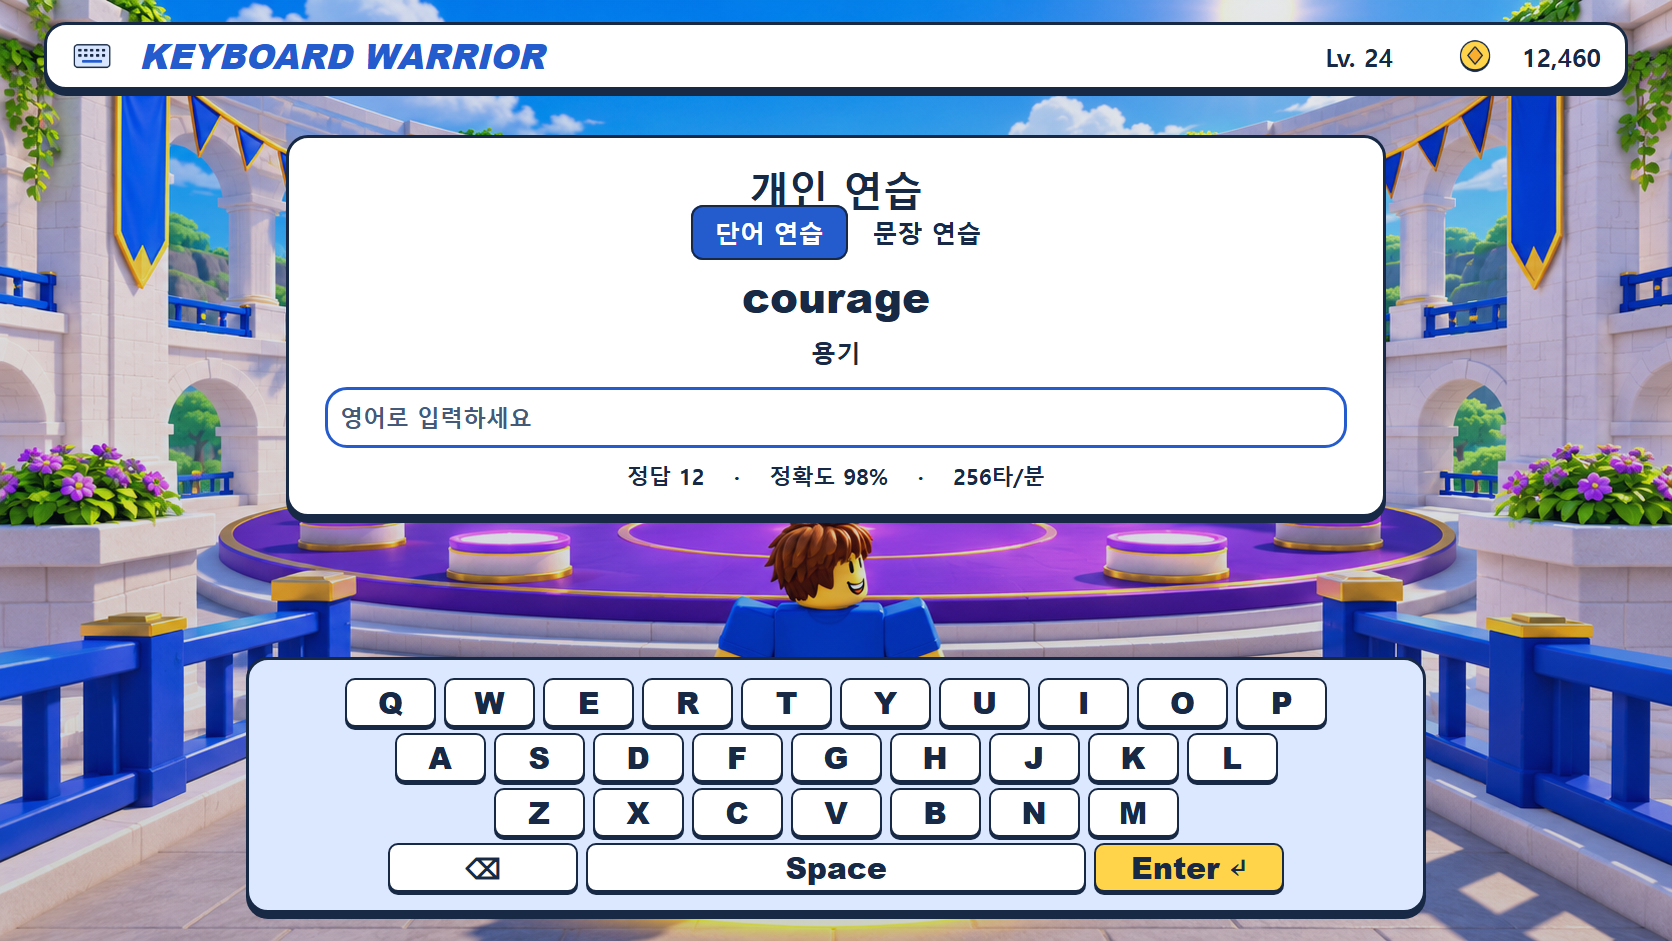 KEYBOARD WARRIOR Lv. 24 12,460
개인 연습
단어 연습 문장 연습
courage
용기
영어로 입력하세요
정답 12 · 정확도 98% · 256타/분
Q W E R T Y U I O P
A S D F G H J K L
Z X C V B N M
⌫ Space Enter ↵